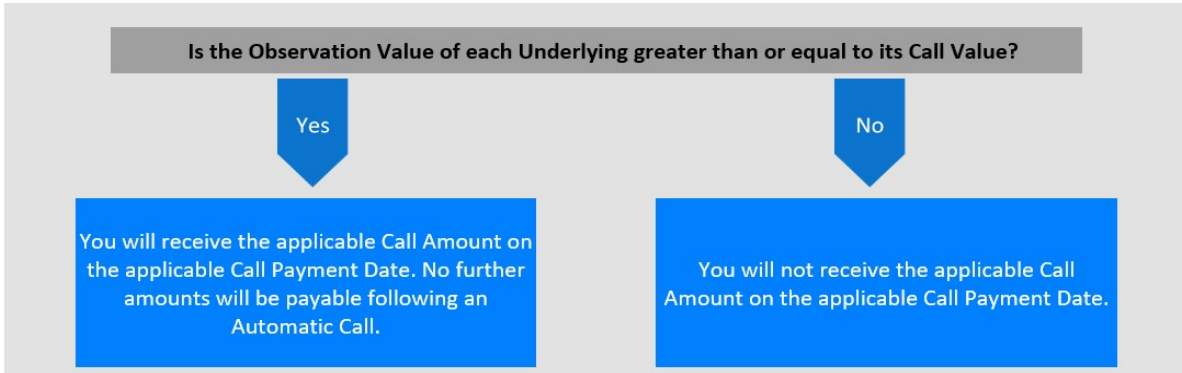 Is the Observation Value of each Underlying greater than or equal to its Call Value?
Yes
No
You will receive the applicable Call Amount on
the applicable Call Payment Date. No further
amounts will be payable following an
Automatic Call.
You will not receive the applicable Call
Amount on the applicable Call Payment Date.